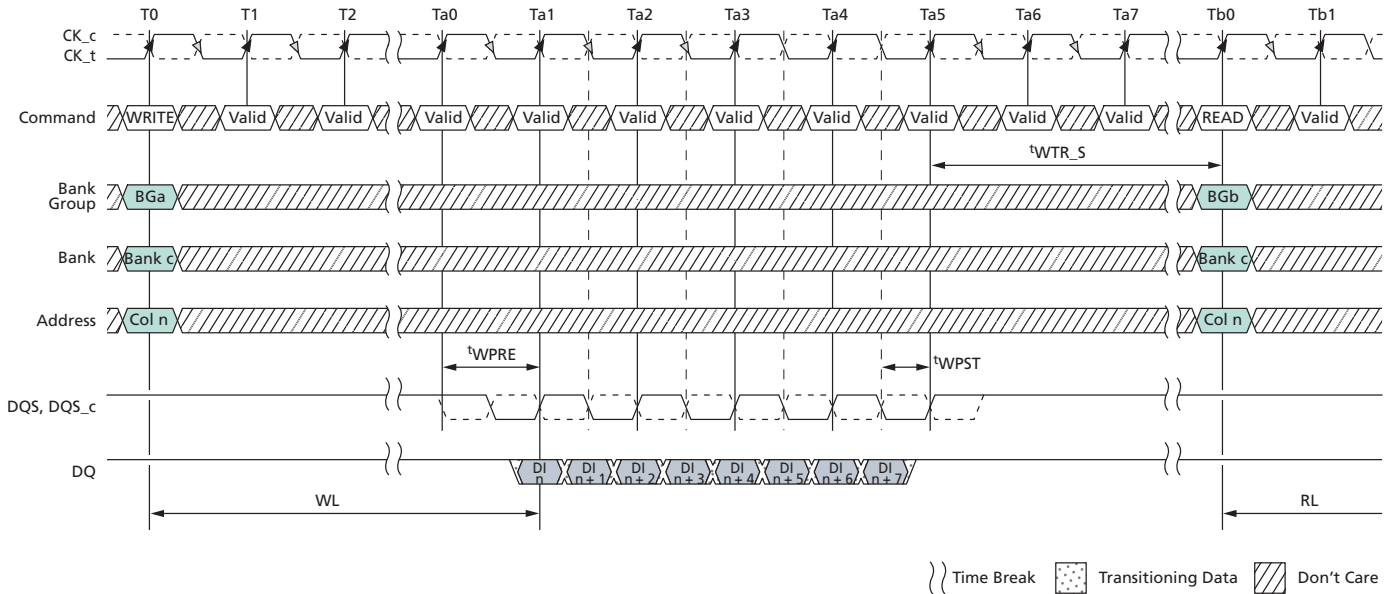 T0 T1 T2 Ta0 Ta1 Ta2 Ta3 Ta4 Ta5 Ta6 Ta7 Tb0 Tb1
CK_c
CK_t
Command WRITE Valid Valid Valid Valid Valid Valid Valid Valid Valid Valid READ Valid
tWTR_S
Bank
Group BGa BGb
Bank Bank c Bank c
Address Col n Col n
tWPRE tWPST
DQS, DQS_c
DQ DI DI DI DI DI DI DI DI
n n + 1 n + 2 n + 3 n + 4 n + 5 n + 6 n + 7
WL RL
Time Break Transitioning Data Don't Care